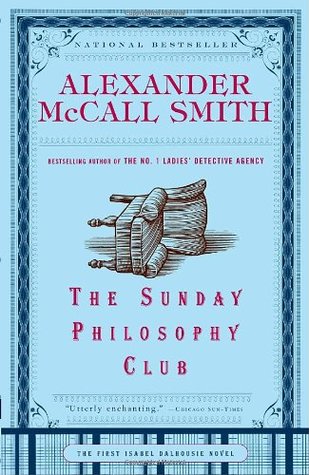 NATIONAL BESTSELLER
ALEXANDER
McCALL SMITH
BESTSELLING AUTHOR OF THE NO. 1 LADIES' DETECTIVE AGENCY
THE SUNDAY
PHILOSOPHY
CLUB
"Utterly enchanting." —CHICAGO SUN-TIMES
THE FIRST ISABEL DALHOUSIE NOVEL